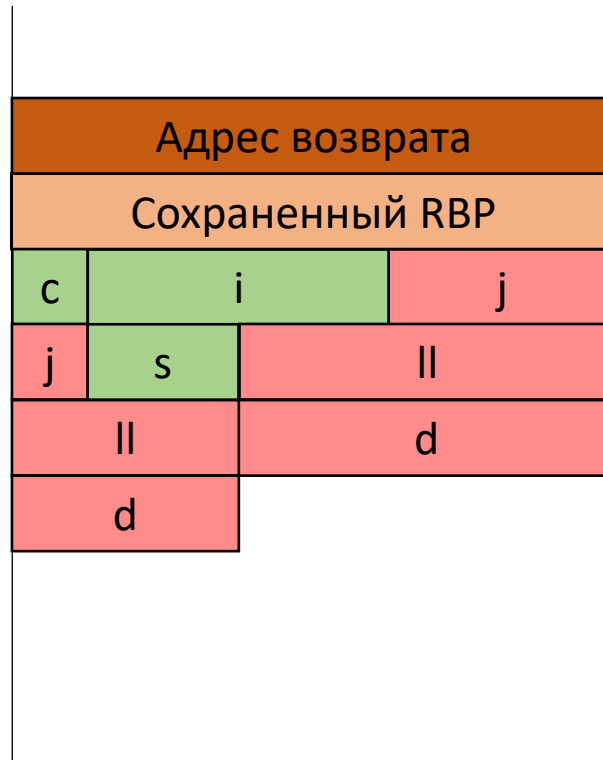 Адрес возврата
Сохраненный RBP
c i j
j s ll
ll d
d